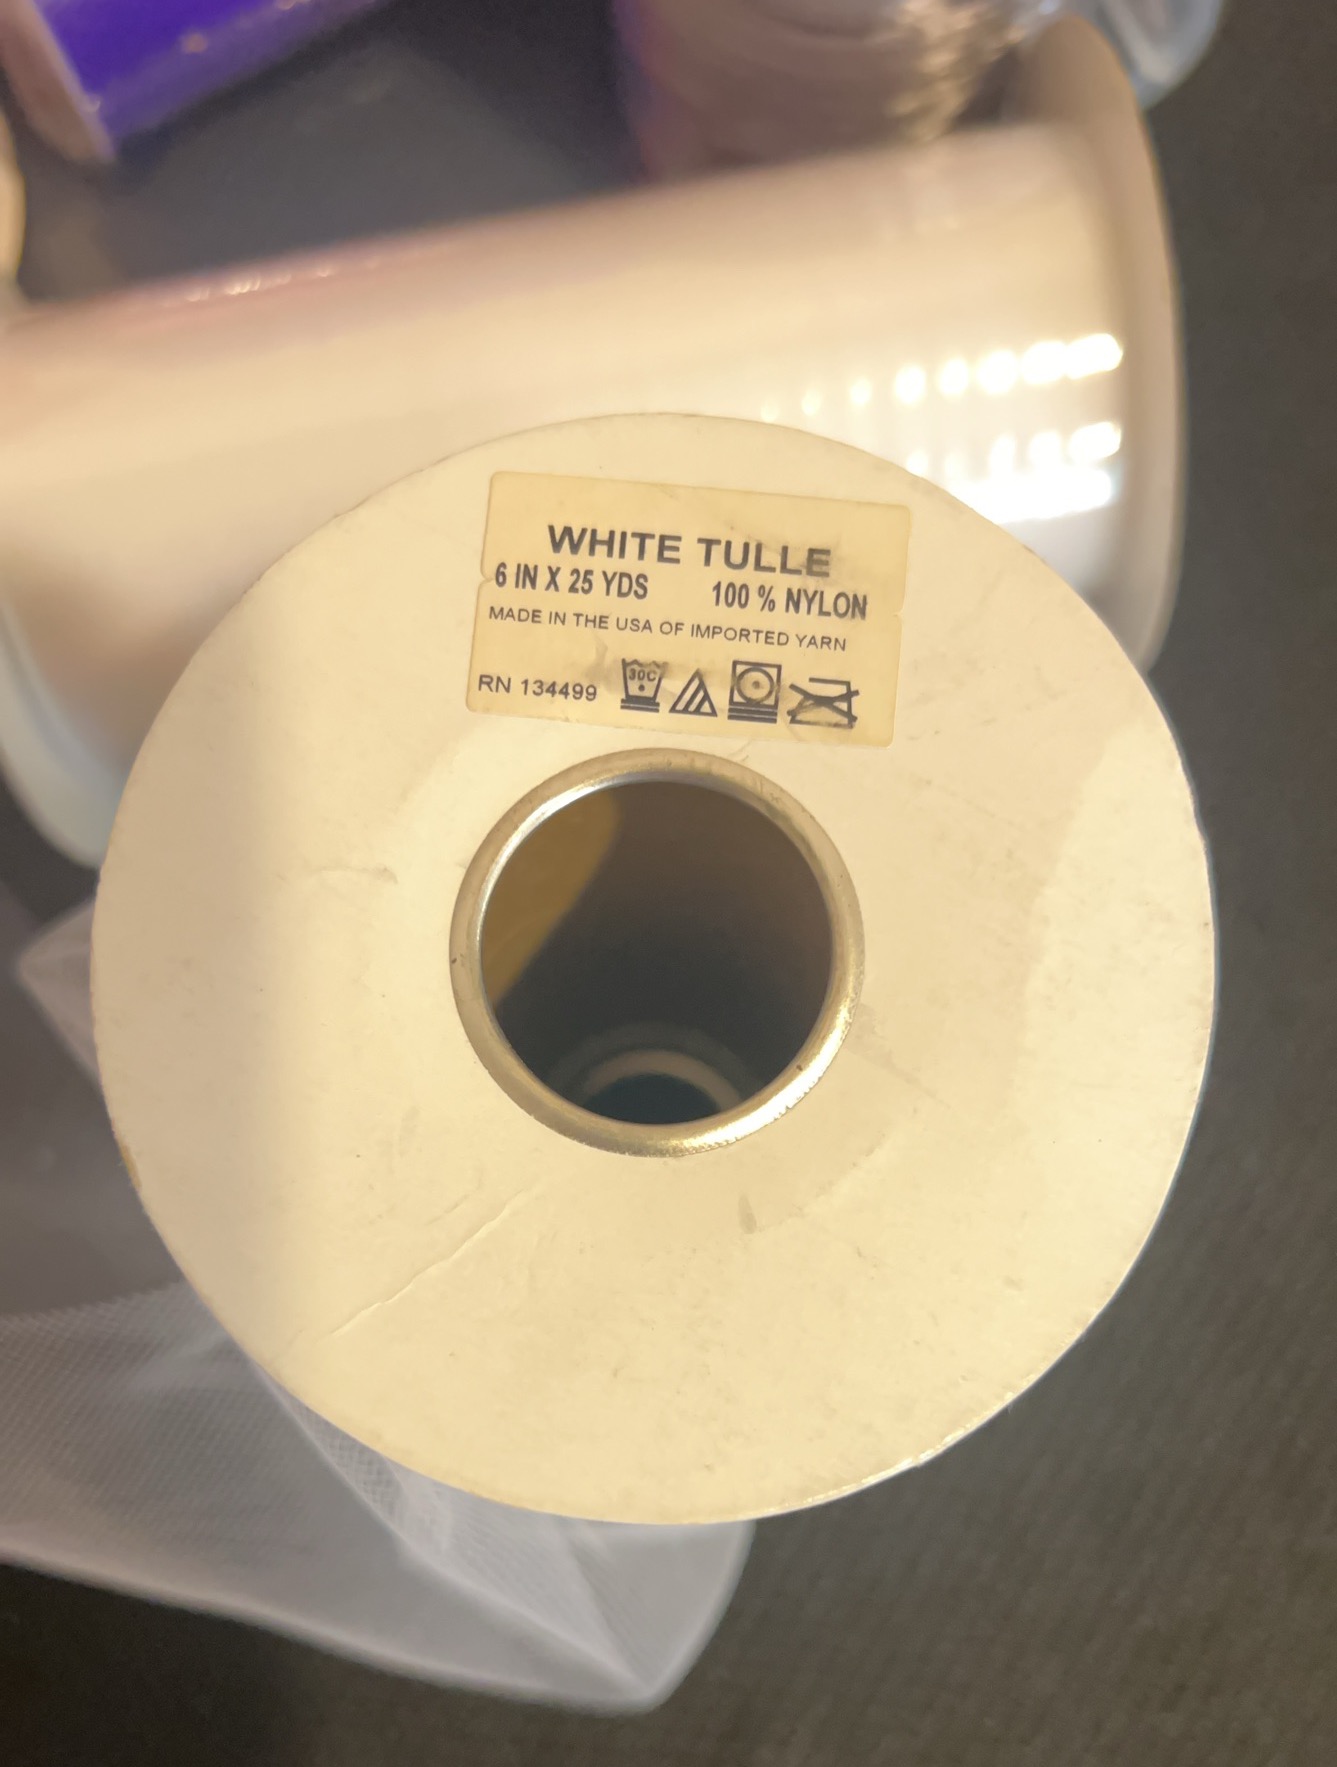 WHITE TULLE
6 IN X 25 YDS 100 % NYLON
MADE IN THE USA OF IMPORTED YARN
RN 134499 30C